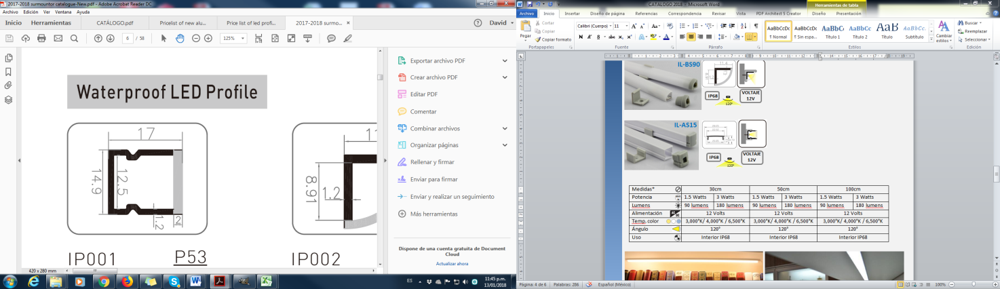 2017-2018 surmountor catalogue-New.pdf - Adobe Acrobat Reader DC
Archivo Edición Ver Ventana Ayuda
Inicio Herramientas CATÁLOGO.pdf Pricelist of new alu... Price list of led profi... 2017-2018 surmo... × David
6 / 58 125%
Waterproof LED Profile
17
14.9
12.5
1.2
2
IP001 P53
8.91
1.2
IP002
420 x 280 mm
Exportar archivo PDF
Crear archivo PDF
Editar PDF
Comentar
Combinar archivos
Organizar páginas
Rellenar y firmar
Enviar para firmar
Enviar y realizar un seguimiento
Más herramientas
Dispone de una cuenta gratuita de Document
Cloud
Actualizar ahora
ES 11:45 p.m.
13/01/2018
CATALOGO 2018 - Microsoft Word
Herramientas de tabla
Archivo Inicio Insertar Diseño de página Referencias Correspondencia Revisar Vista PDF Architect 5 Creator Diseño Presentación
Pegar
Cortar
Copiar
Copiar formato
Portapapeles
Calibri (Cuerpo) 11
N K S abc
Fuente
Párrafo
AaBbCcDc AaBbCcDc AaBbC AaBbCc AaB AaBbCc.
¶ Normal ¶ Sin espa... Título 1 Título 2 Título Subtítulo
Estilos
Cambiar
estilos
Buscar
Reemplazar
Seleccionar
Edición
IL-BS90
11.4
IP68
120°
VOLTAJE
12V
IL-AS15
IP68
120°
VOLTAJE
12V
Medidas* 30cm 50cm 100cm
Potencia 1.5 Watts 3 Watts 1.5 Watts 3 Watts 1.5 Watts 3 Watts
Lumens 90 lumens 180 lumens 90 lumens 180 lumens 90 lumens 180 lumens
Alimentación 12 Volts 12 Volts 12 Volts
Temp. color 3,000°K/ 4,000°K / 6,500°K 3,000°K/ 4,000°K / 6,500°K 3,000°K/ 4,000°K / 6,500°K
Angulo 120° 120° 120°
Uso Interior IP68 Interior IP68 Interior IP68
Página: 4 de 6 Palabras: 286 Español (México) 100%